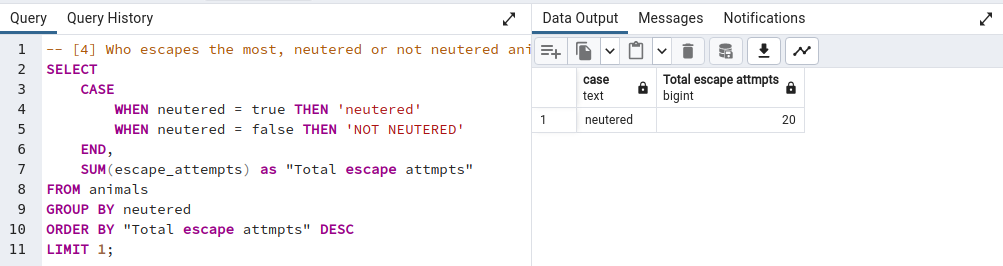 Query Query History
1 -- [4] Who escapes the most, neutered or not neutered ani
2 SELECT
3 CASE
4 WHEN neutered = true THEN 'neutered'
5 WHEN neutered = false THEN 'NOT NEUTERED'
6 END,
7 SUM(escape_attempts) as "Total escape attmpts"
8 FROM animals
9 GROUP BY neutered
10 ORDER BY "Total escape attmpts" DESC
11 LIMIT 1;
Data Output Messages Notifications
case Total escape attmpts
text bigint
1 neutered 20